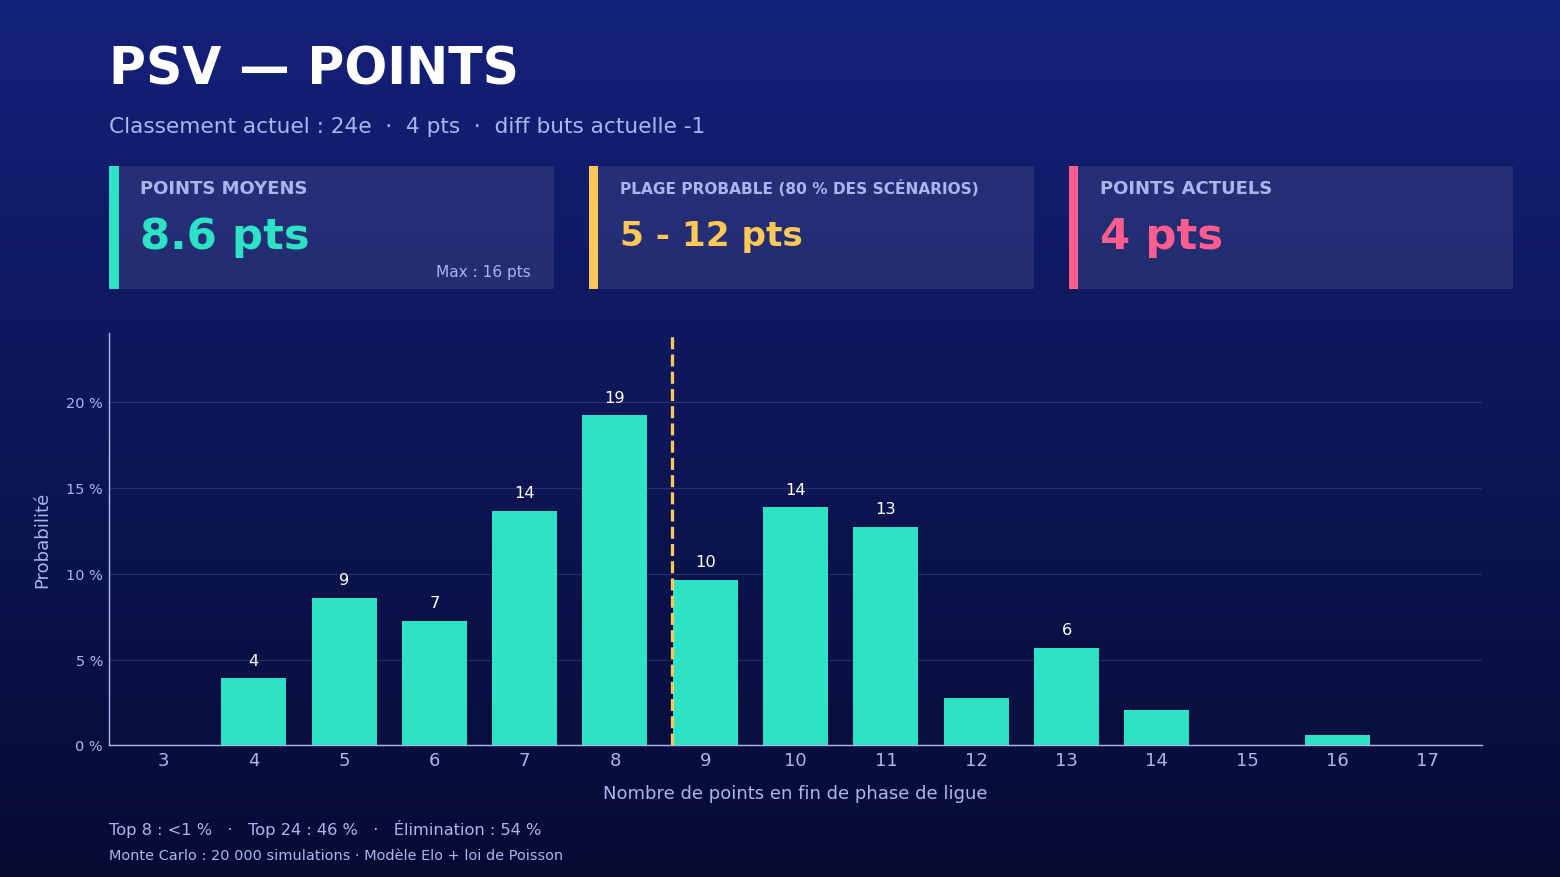 PSV — POINTS
Classement actuel : 24e · 4 pts · diff buts actuelle -1
POINTS MOYENS
8.6 pts
Max : 16 pts
PLAGE PROBABLE (80 % DES SCÉNARIOS)
5 - 12 pts
POINTS ACTUELS
4 pts
Probabilité
20 %
15 %
10 %
5 %
0 %
4
9
7
14
19
10
14
13
6
3 4 5 6 7 8 9 10 11 12 13 14 15 16 17
Nombre de points en fin de phase de ligue
Top 8 : <1 % · Top 24 : 46 % · Élimination : 54 %
Monte Carlo : 20 000 simulations · Modèle Elo + loi de Poisson